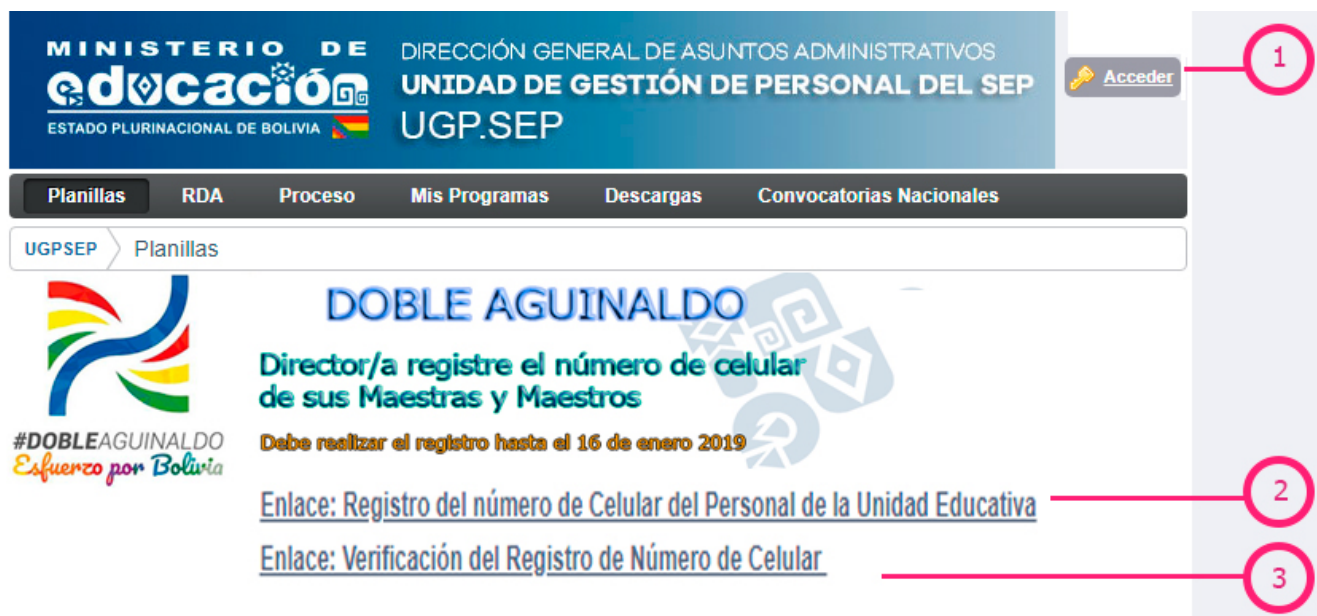 MINISTERIO DE
educación
ESTADO PLURINACIONAL DE BOLIVIA
DIRECCIÓN GENERAL DE ASUNTOS ADMINISTRATIVOS
UNIDAD DE GESTIÓN DE PERSONAL DEL SEP
UGP.SEP
Acceder
1
Planillas RDA Proceso Mis Programas Descargas Convocatorias Nacionales
UGPSEP Planillas
DOBLE AGUINALDO
Director/a registre el número de celular
de sus Maestras y Maestros
Debe realizar el registro hasta el 16 de enero 2019
#DOBLEAGUINALDO
Esfuerzo por Bolivia
Enlace: Registro del número de Celular del Personal de la Unidad Educativa
2
Enlace: Verificación del Registro de Número de Celular
3